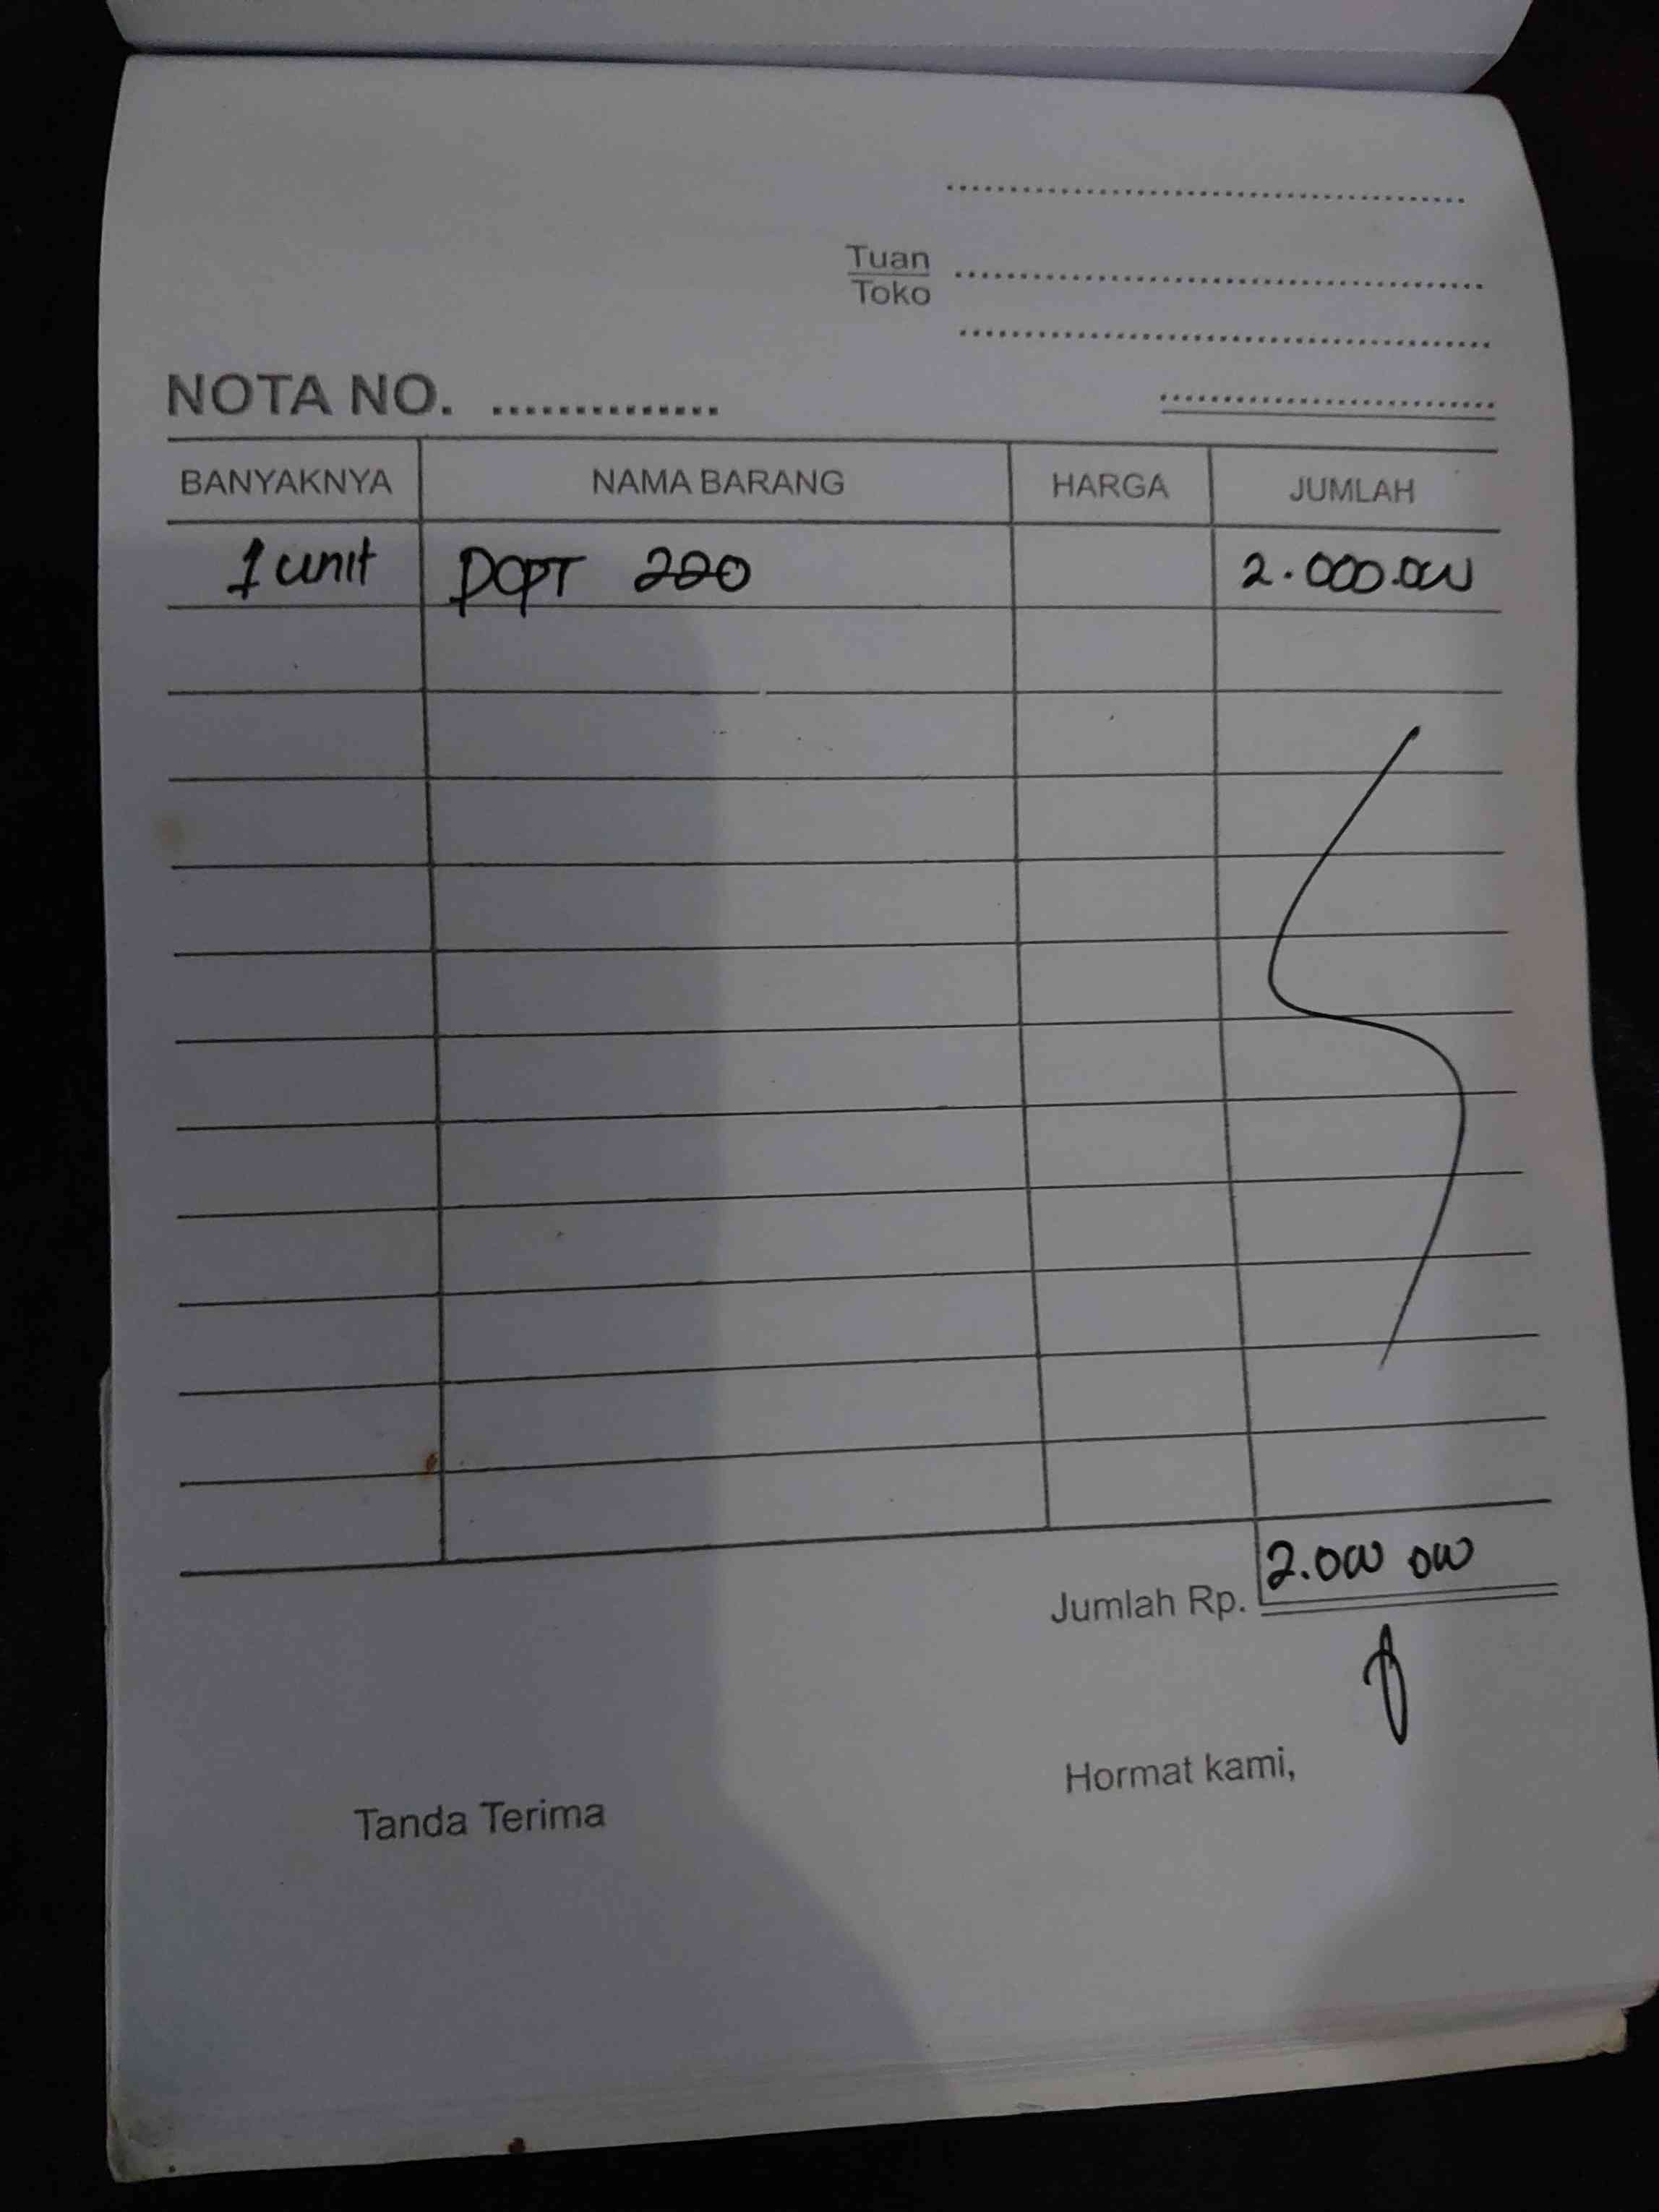 Tuan
Toko
NOTA NO. ..............
BANYAKNYA NAMA BARANG HARGA JUMLAH
1 unit DCPT 220 2.000.000
Jumlah Rp. 2.000 000
Hormat kami,
Tanda Terima